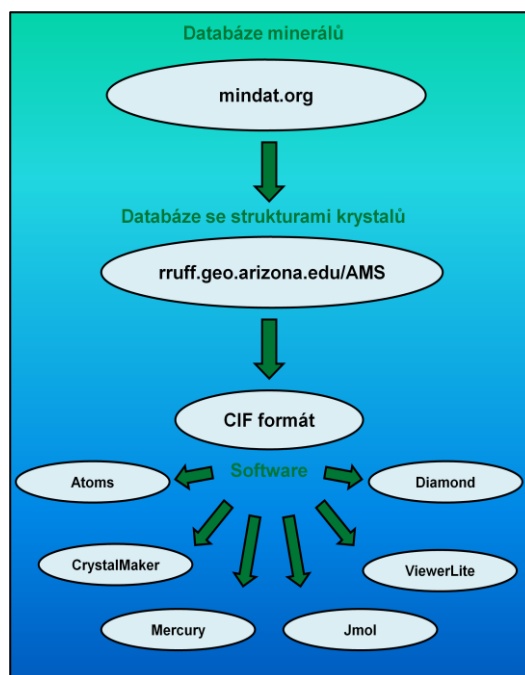 Databáze minerálů
mindat.org
Databáze se strukturami krystalů
rruff.geo.arizona.edu/AMS
CIF formát
Software
Atoms
Diamond
CrystalMaker
ViewerLite
Mercury
Jmol